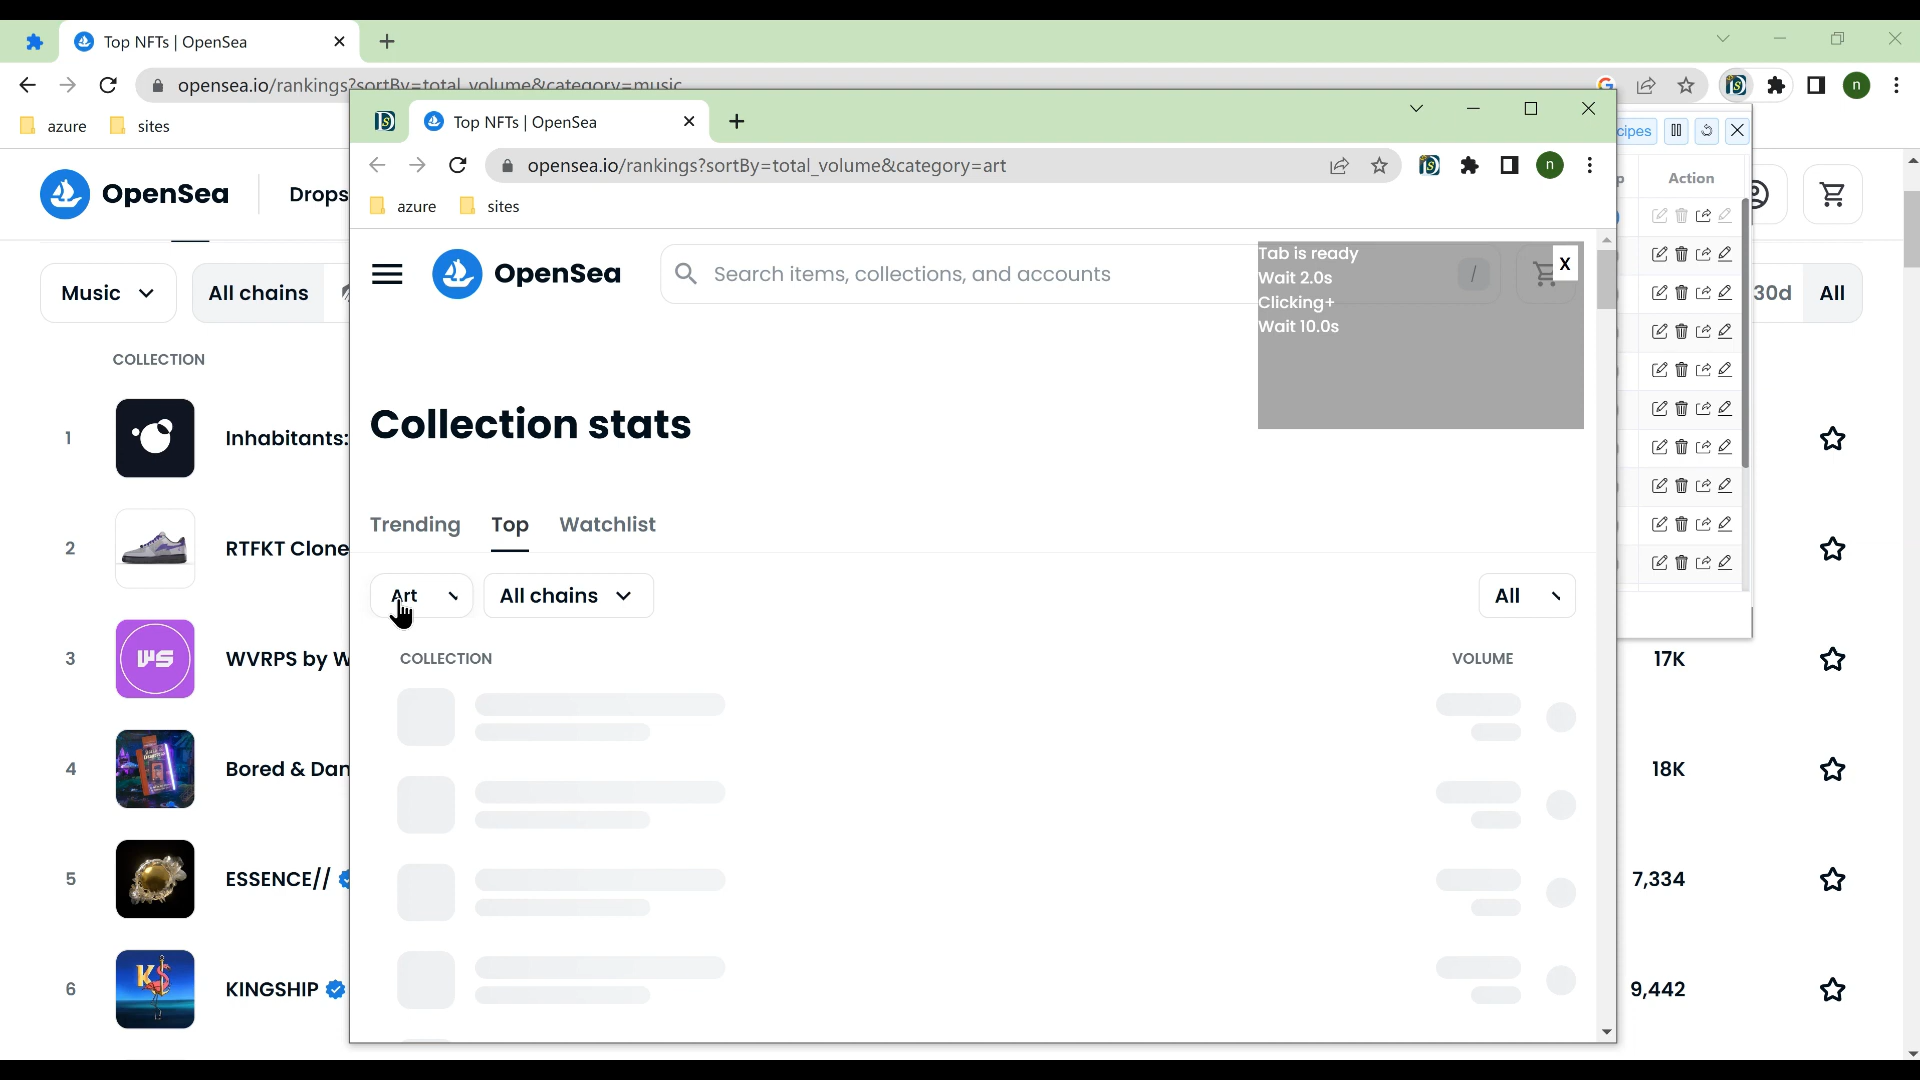 Top NFTs | OpenSea
opensea.io/rankings?sortBy=total_volume&category=music
n
azure
sites
OpenSea
Drops
Music
All chains
30d
All
COLLECTION
1
Inhabitants:
2
RTFKT Clone
3
WVRPS by W
17K
4
Bored & Dan
18K
5
ESSENCE//
7,334
6
KINGSHIP
9,442
cipes
p
Action
Top NFTs | OpenSea
opensea.io/rankings?sortBy=total_volume&category=art
n
azure
sites
OpenSea
Search items, collections, and accounts
/
Tab is ready
Wait 2.0s
Clicking+
Wait 10.0s
X
Collection stats
Trending
Top
Watchlist
Art
All chains
All
COLLECTION
VOLUME